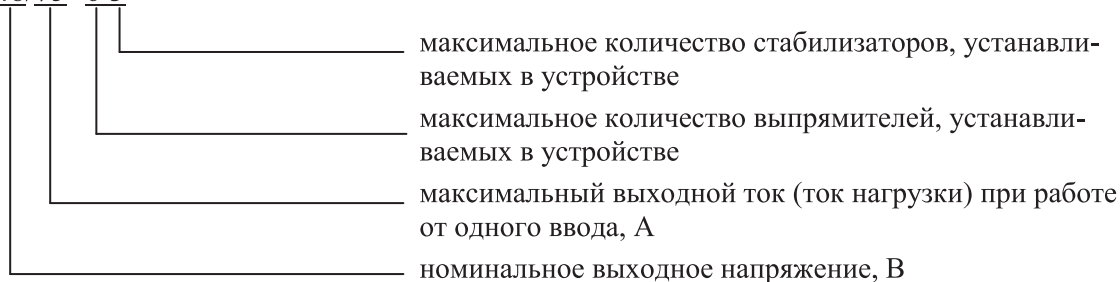 максимальное количество стабилизаторов, устанавли-
ваемых в устройстве
максимальное количество выпрямителей, устанавли-
ваемых в устройстве
максимальный выходной ток (ток нагрузки) при работе
от одного ввода, А
номинальное выходное напряжение, В